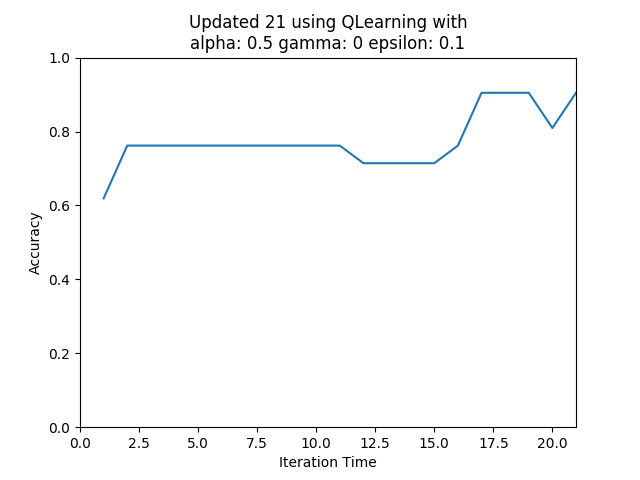 Updated 21 using QLearning with
alpha: 0.5 gamma: 0 epsilon: 0.1
1.0
0.8
0.6
0.4
0.2
0.0
Accuracy
0.0 2.5 5.0 7.5 10.0 12.5 15.0 17.5 20.0
Iteration Time